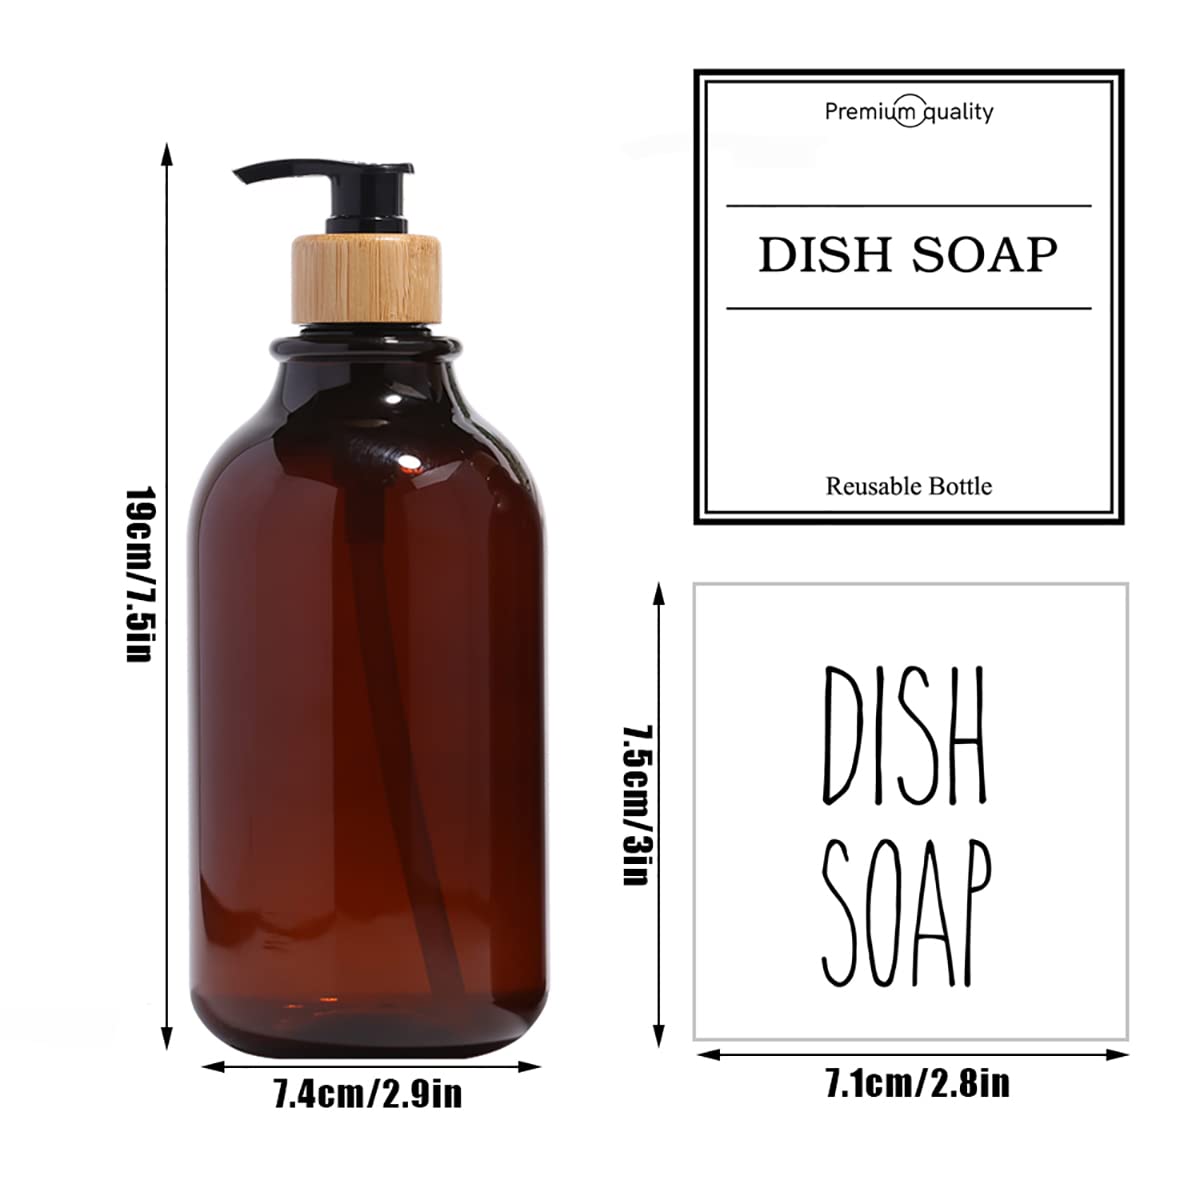 19cm/7.5in
7.4cm/2.9in
Premium quality
DISH SOAP
Reusable Bottle
7.5cm/3in
DISH
SOAP
7.1cm/2.8in